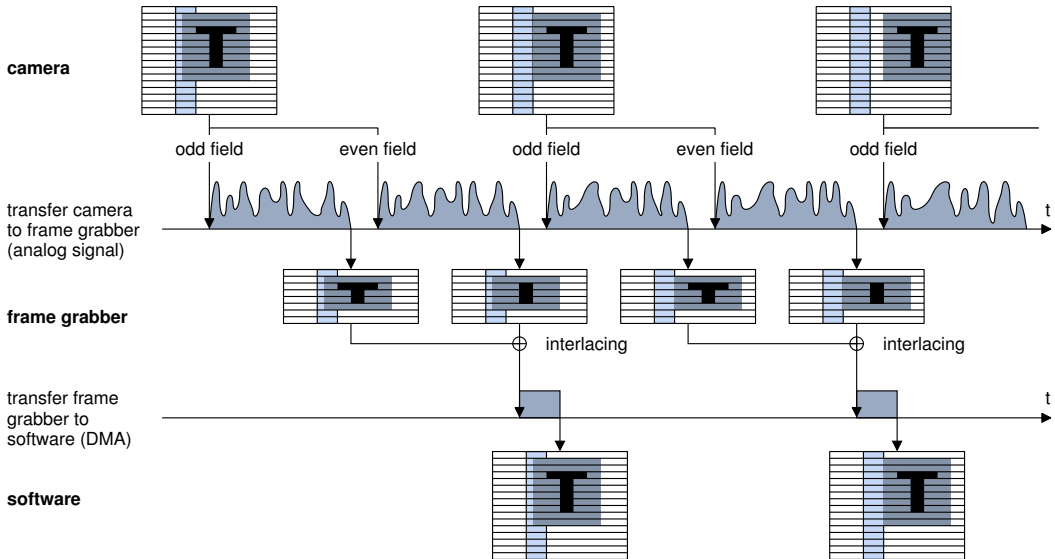 camera
odd field
even field
odd field
even field
odd field
transfer camera
to frame grabber
(analog signal)
t
frame grabber
interlacing
interlacing
transfer frame
grabber to
software (DMA)
t
software